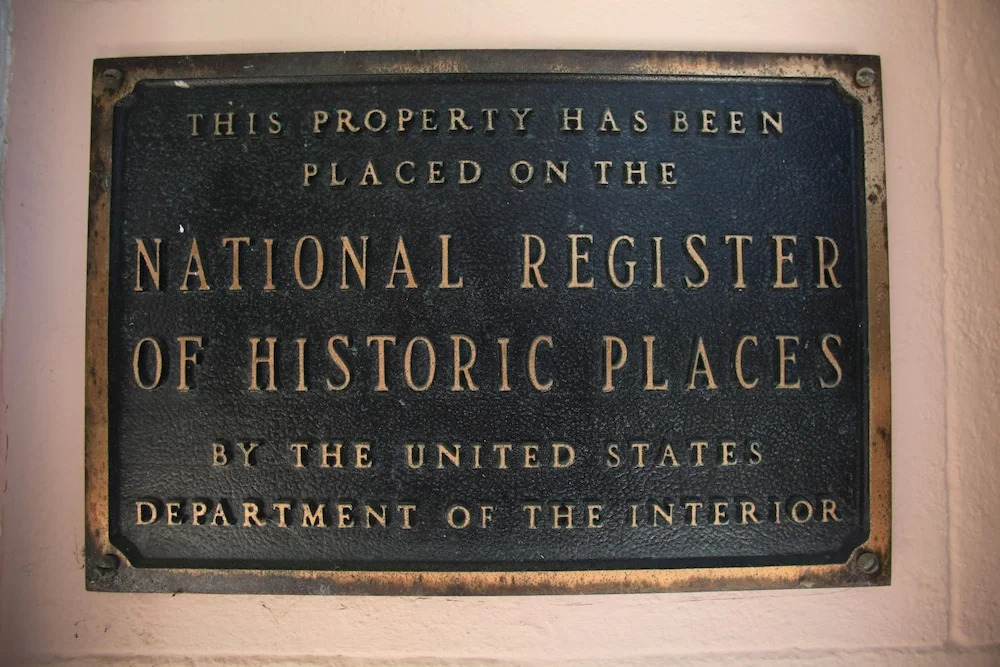 THIS PROPERTY HAS BEEN
PLACED ON THE
NATIONAL REGISTER
OF HISTORIC PLACES
BY THE UNITED STATES
DEPARTMENT OF THE INTERIOR